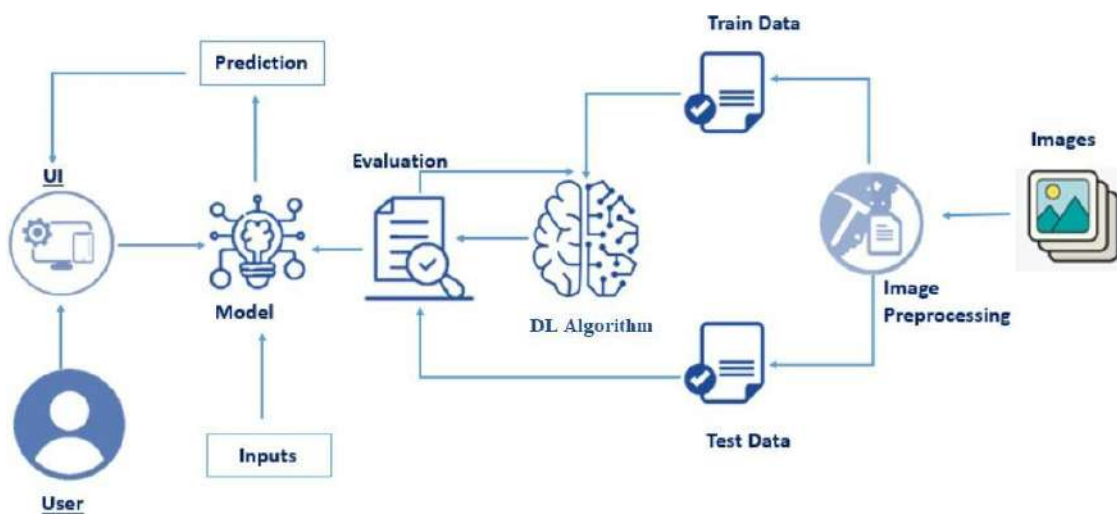 Train Data
Prediction
Images
Evaluation
UI
Model
Image
Preprocessing
DL Algorithm
Inputs
Test Data
User